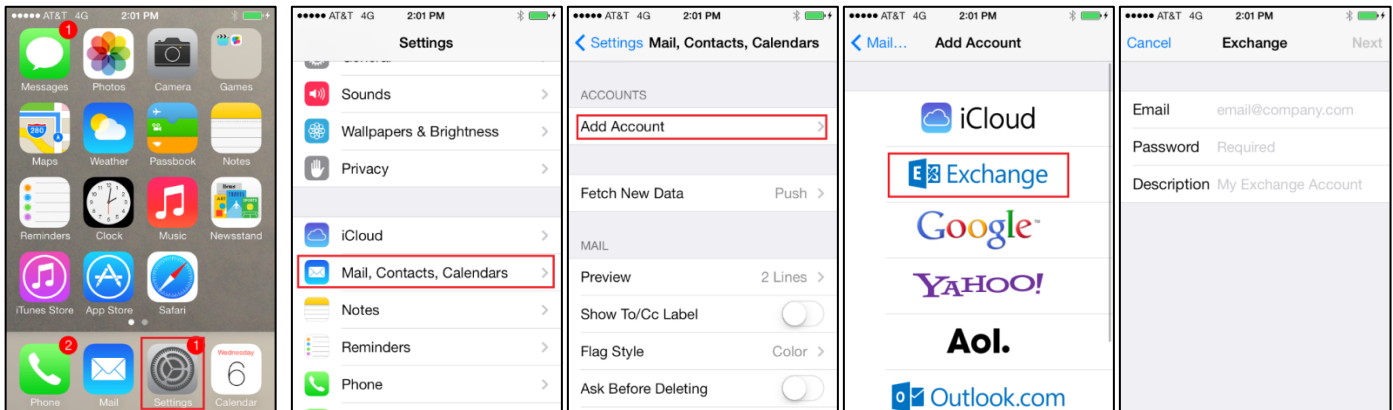 AT&T 4G 2:01 PM
1
Messages Photos Camera Games
280
Maps Weather Passbook Notes
Reminders Clock Music Newsstand
iTunes Store App Store Safari
2 1 Wednesday
6
Phone Mail Settings Calendar
AT&T 4G 2:01 PM
Settings
General
Sounds
Wallpapers & Brightness
Privacy
iCloud
Mail, Contacts, Calendars
Notes
Reminders
Phone
AT&T 4G 2:01 PM
Settings Mail, Contacts, Calendars
ACCOUNTS
Add Account
Fetch New Data Push
MAIL
Preview 2 Lines
Show To/Cc Label
Flag Style Color
Ask Before Deleting
AT&T 4G 2:01 PM
Mail... Add Account
iCloud
E Exchange
Google
YAHOO!
Aol.
o Outlook.com
AT&T 4G 2:01 PM
Cancel Exchange Next
Email email@company.com
Password Required
Description My Exchange Account